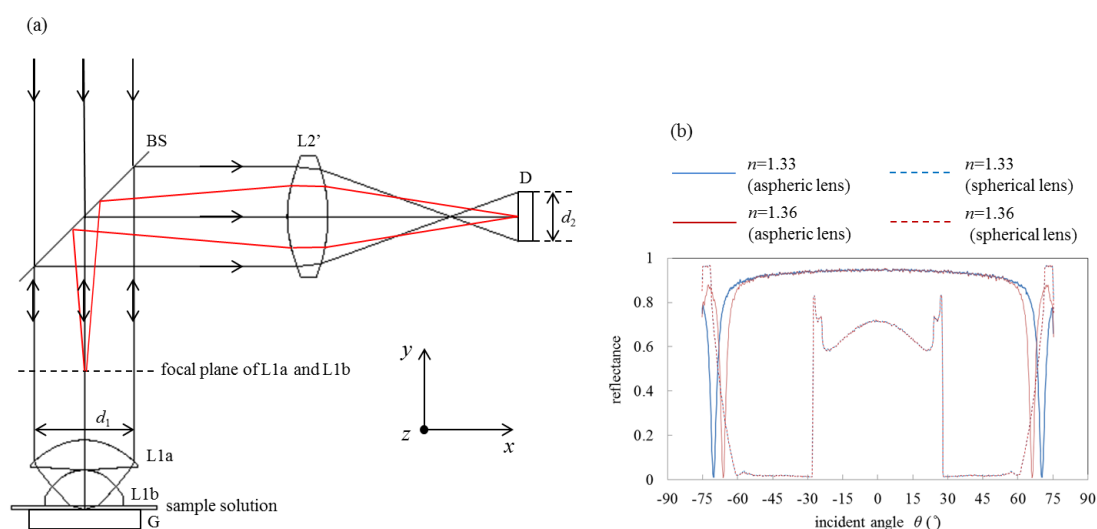 (a)
BS
L2’
D
d2
focal plane of L1a and L1b
d1
L1a
L1b
sample solution
G
y
z
x
(b)
n=1.33
(aspheric lens)
n=1.33
(spherical lens)
n=1.36
(aspheric lens)
n=1.36
(spherical lens)
reflectance
1
0.8
0.6
0.4
0.2
0
-90 -75 -60 -45 -30 -15 0 15 30 45 60 75 90
incident angle θ (°)